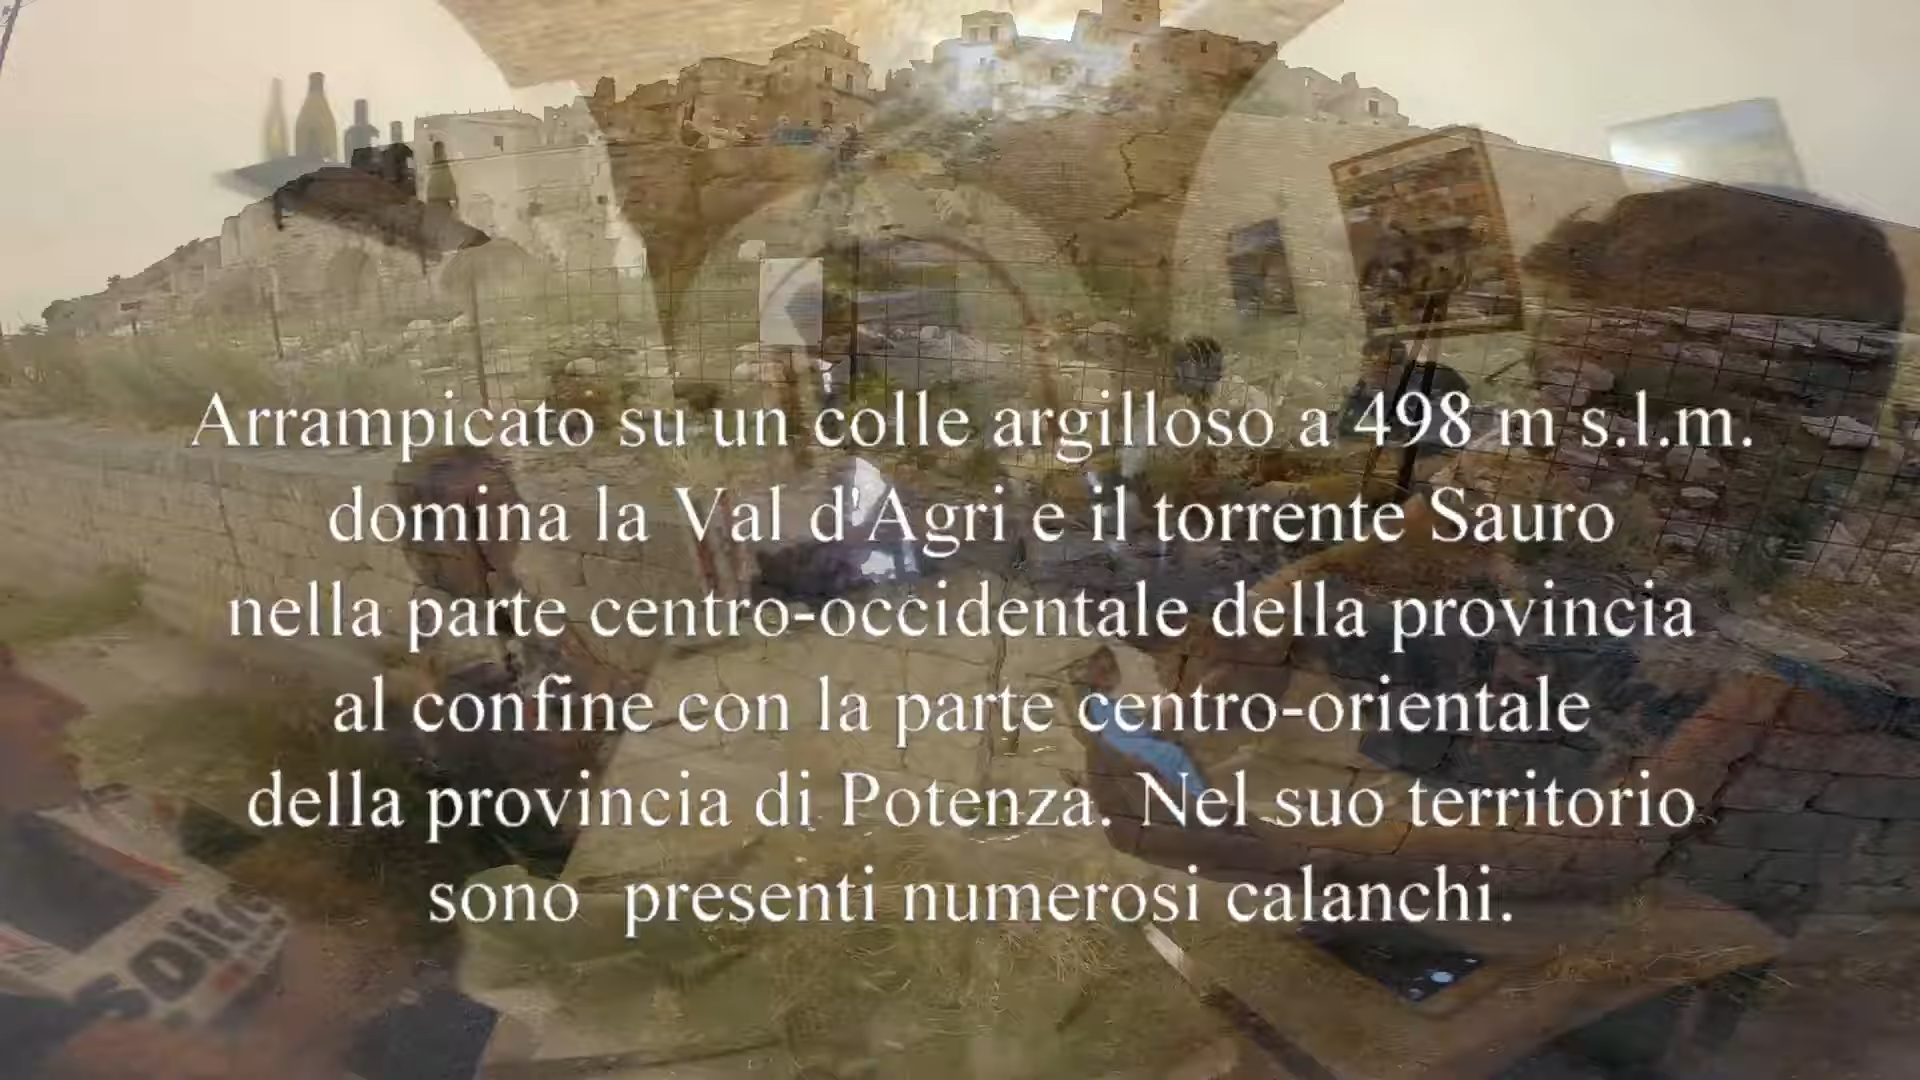 Arrampicato su un colle argilloso a 498 m s.l.m.
domina la Val d'Agri e il torrente Sauro
nella parte centro-occidentale della provincia
al confine con la parte centro-orientale
della provincia di Potenza. Nel suo territorio
sono  presenti numerosi calanchi.